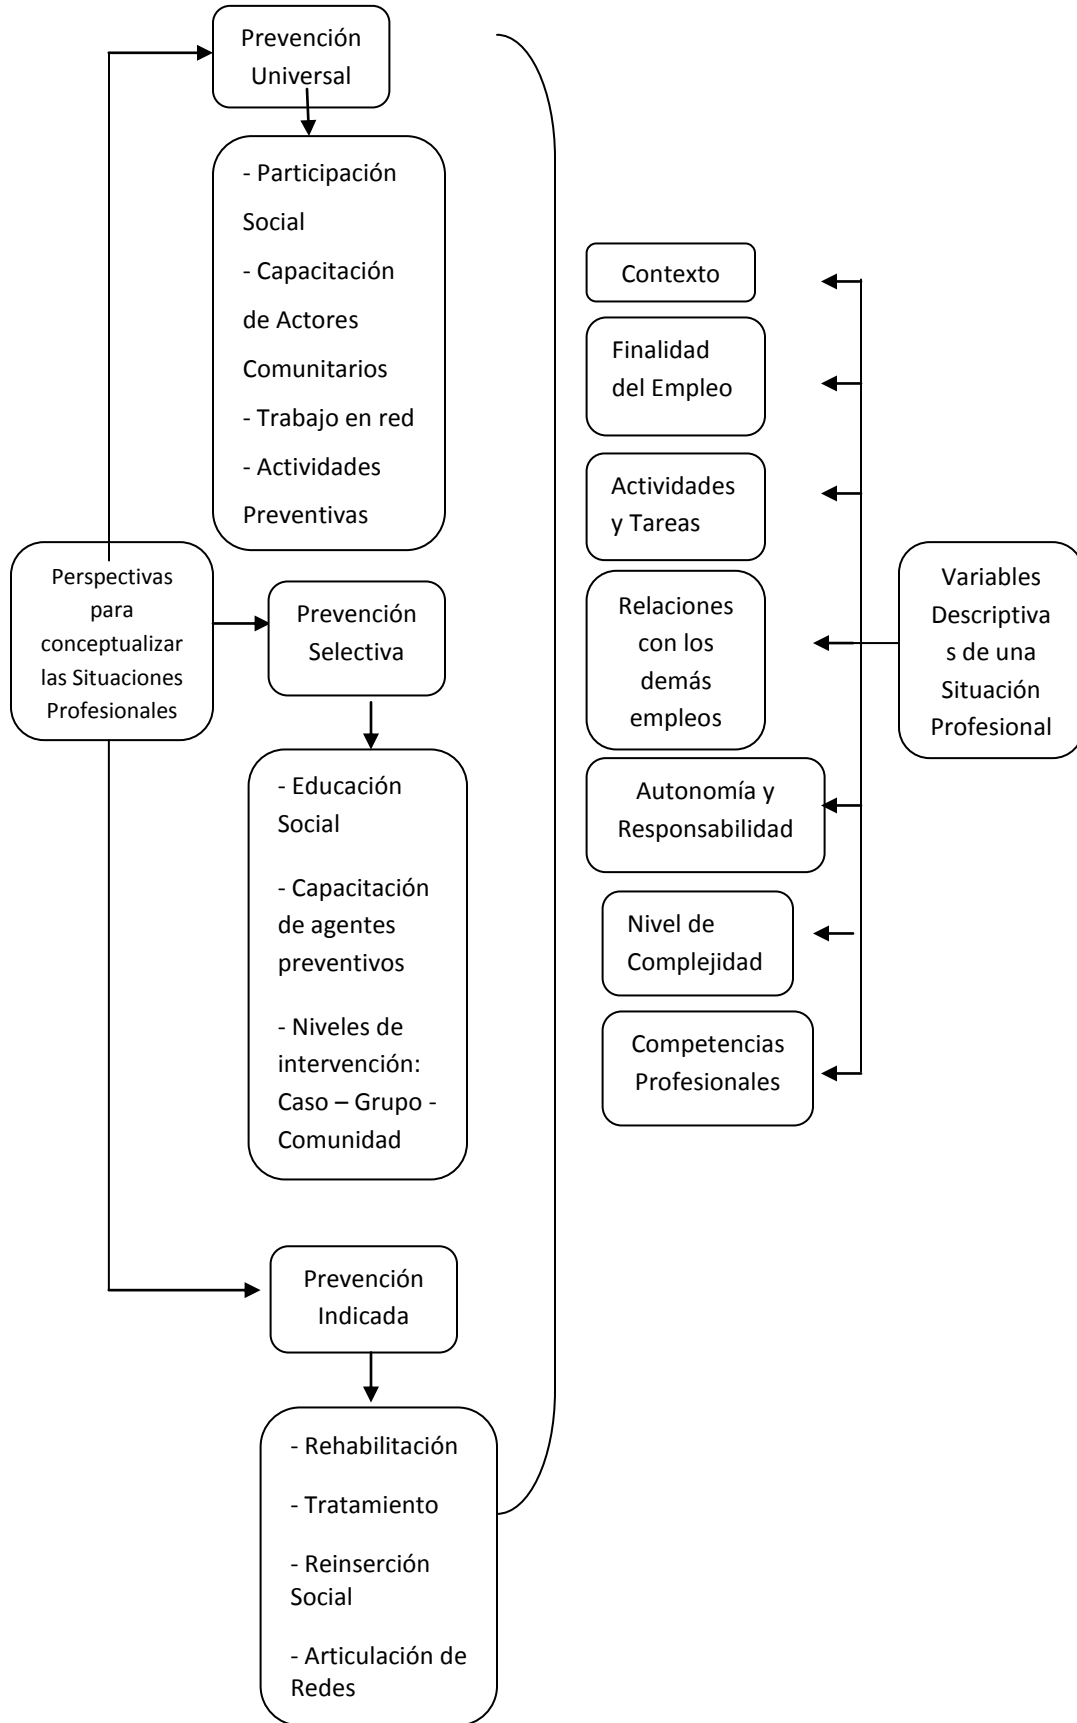 Prevención
Universal
- Participación
Social
- Capacitación
de Actores
Comunitarios
- Trabajo en red
- Actividades
Preventivas
Perspectivas
para
conceptualizar
las Situaciones
Profesionales
Prevención
Selectiva
- Educación
Social
- Capacitación
de agentes
preventivos
- Niveles de
intervención:
Caso – Grupo -
Comunidad
Prevención
Indicada
- Rehabilitación
- Tratamiento
- Reinserción
Social
- Articulación de
Redes
Contexto
Finalidad
del Empleo
Actividades
y Tareas
Relaciones
con los
demás
empleos
Autonomía y
Responsabilidad
Nivel de
Complejidad
Competencias
Profesionales
Variables
Descriptiva
s de una
Situación
Profesional